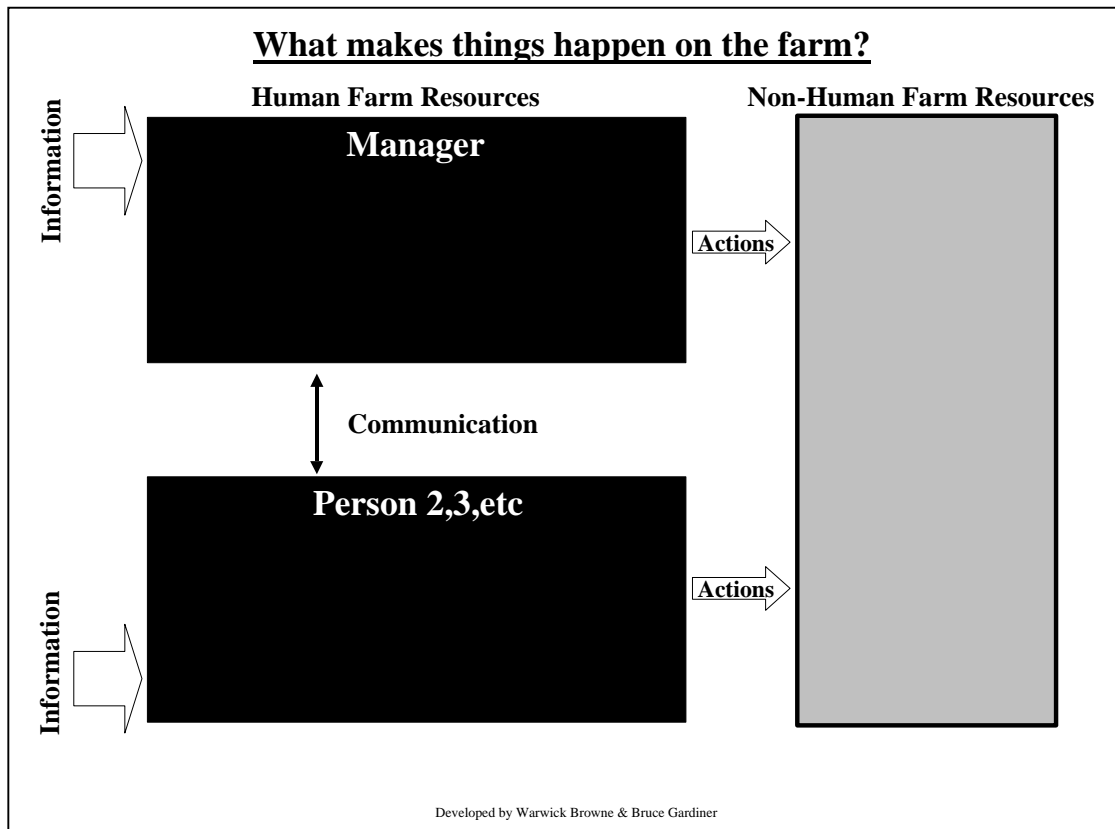 What makes things happen on the farm?
Human Farm Resources
Non-Human Farm Resources
Information
Manager
Actions
Communication
Person 2,3,etc
Actions
Information
Developed by Warwick Browne & Bruce Gardiner